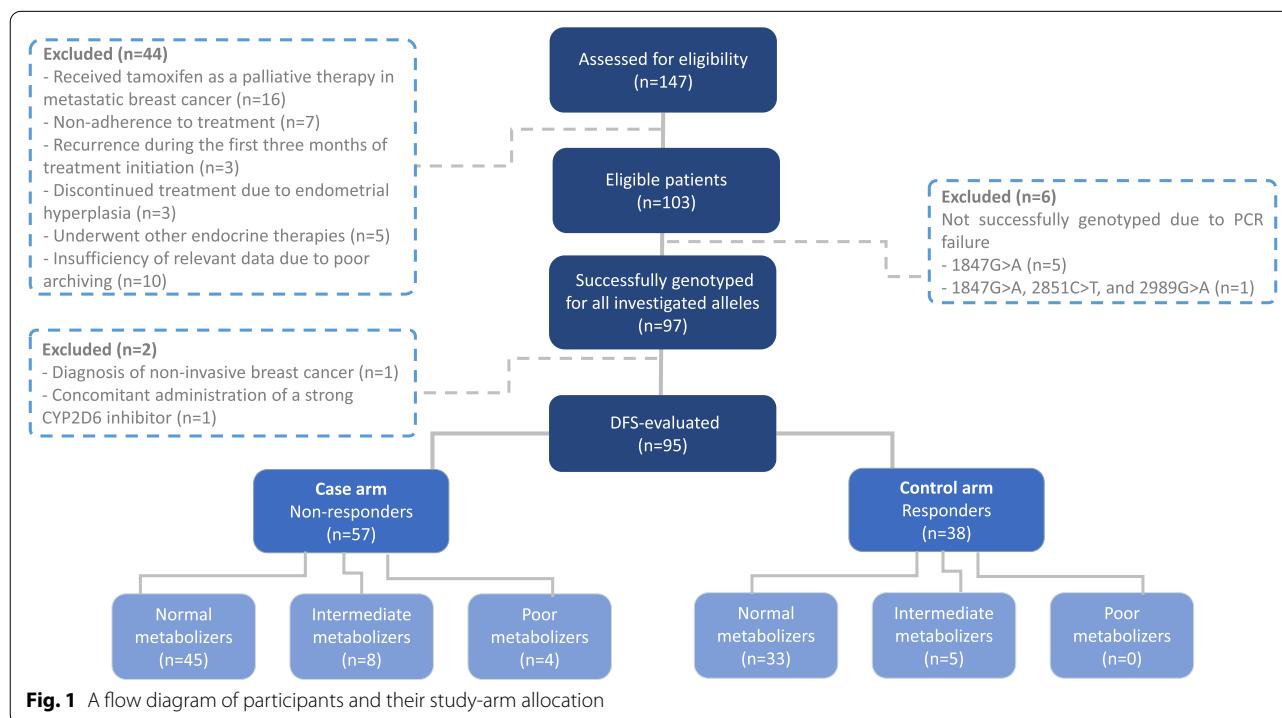 Assessed for eligibility
(n=147)
Excluded (n=44)
- Received tamoxifen as a palliative therapy in
metastatic breast cancer (n=16)
- Non-adherence to treatment (n=7)
- Recurrence during the first three months of
treatment initiation (n=3)
- Discontinued treatment due to endometrial
hyperplasia (n=3)
- Underwent other endocrine therapies (n=5)
- Insufficiency of relevant data due to poor
archiving (n=10)
Eligible patients
(n=103)
Excluded (n=6)
Not successfully genotyped due to PCR
failure
- 1847G>A (n=5)
- 1847G>A, 2851C>T, and 2989G>A (n=1)
Successfully genotyped
for all investigated alleles
(n=97)
Excluded (n=2)
- Diagnosis of non-invasive breast cancer (n=1)
- Concomitant administration of a strong
CYP2D6 inhibitor (n=1)
DFS-evaluated
(n=95)
Case arm
Non-responders
(n=57)
Control arm
Responders
(n=38)
Normal
metabolizers
(n=45)
Intermediate
metabolizers
(n=8)
Poor
metabolizers
(n=4)
Normal
metabolizers
(n=33)
Intermediate
metabolizers
(n=5)
Poor
metabolizers
(n=0)
Fig. 1 A flow diagram of participants and their study-arm allocation